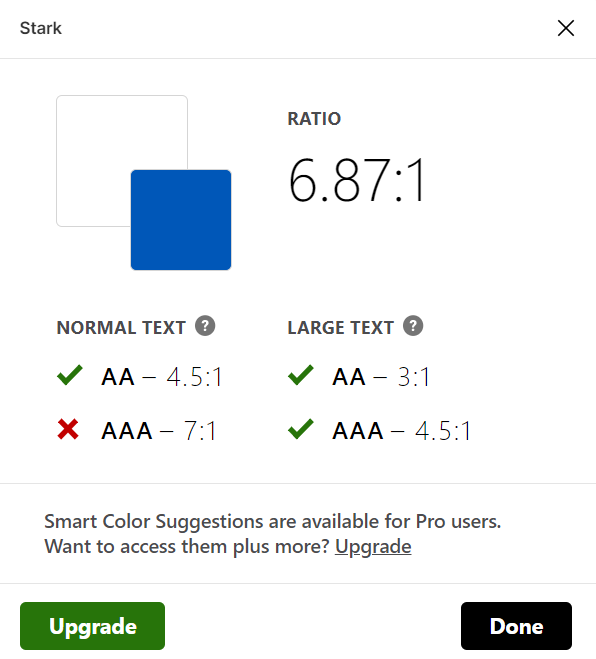 Stark
RATIO
6.87:1
NORMAL TEXT ?
AA – 4.5:1
AAA – 7:1
LARGE TEXT ?
AA – 3:1
AAA – 4.5:1
Smart Color Suggestions are available for Pro users.
Want to access them plus more? Upgrade
Upgrade
Done